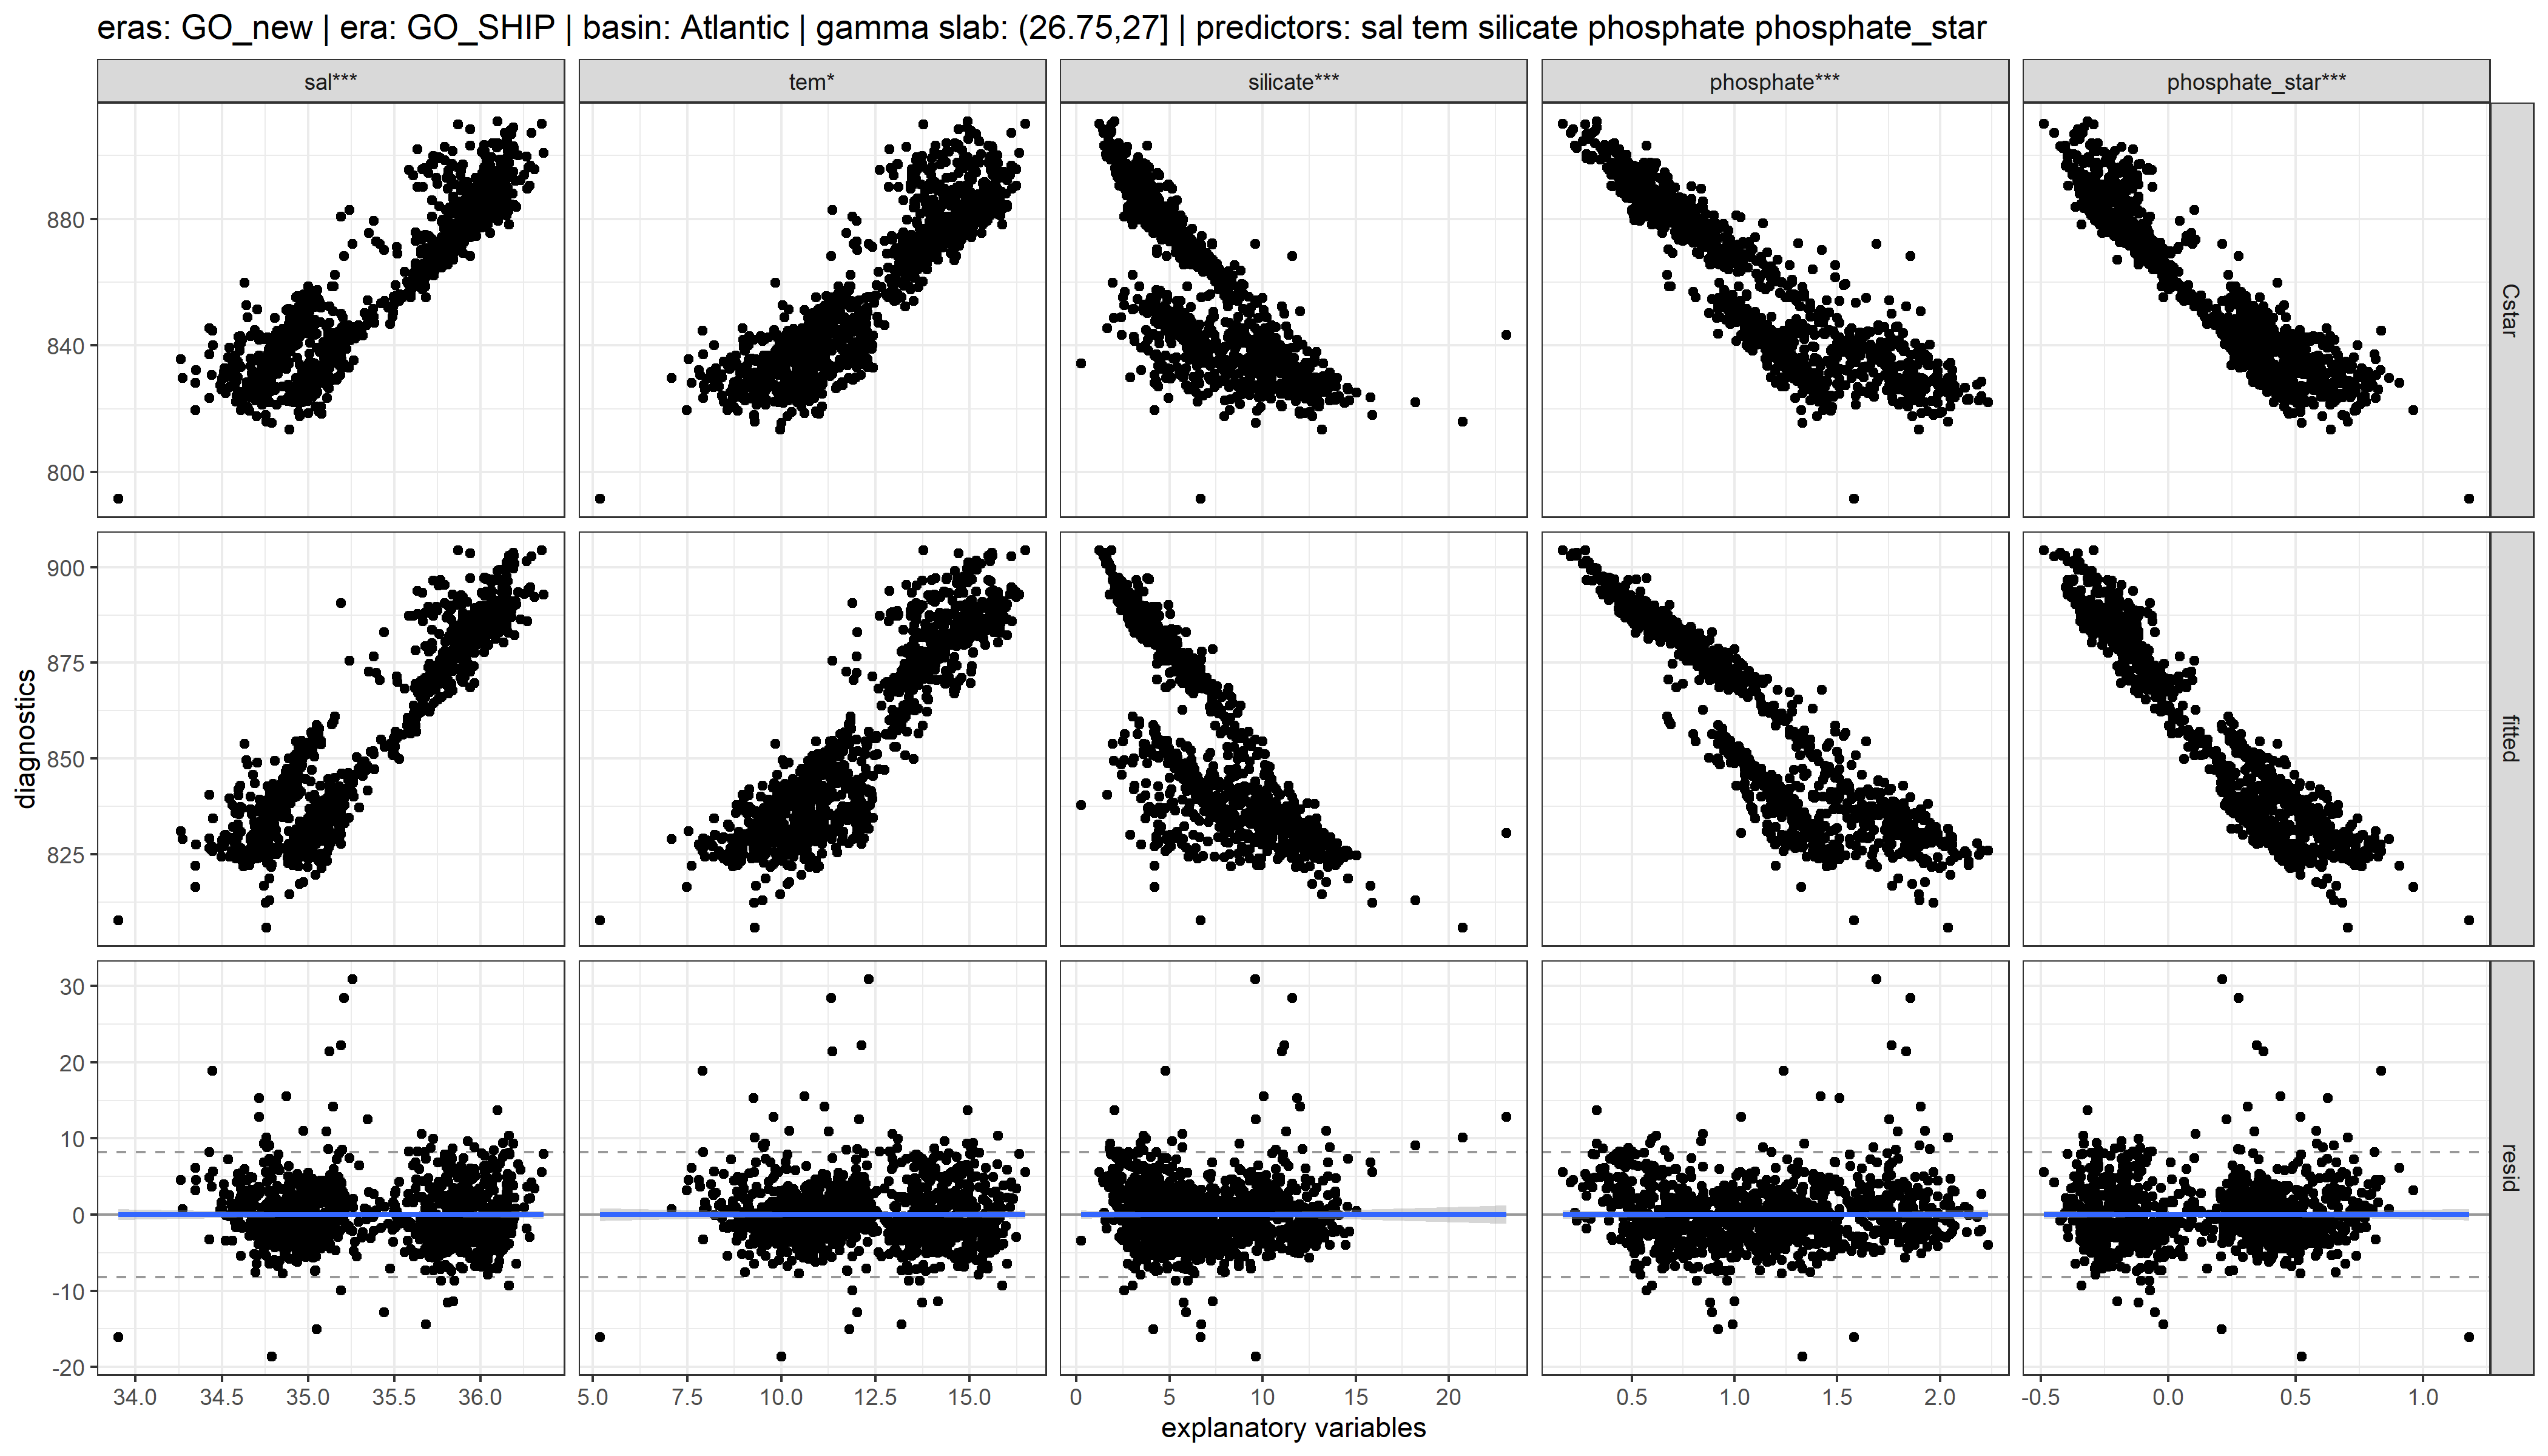 eras: GO_new | era: GO_SHIP | basin: Atlantic | gamma slab: (26.75,27] | predictors: sal tem silicate phosphate phosphate_star
sal*** tem* silicate*** phosphate*** phosphate_star***
880
840
800
Cstar
900
875
850
825
fitted
diagnostics
30
20
10
0
-10
-20
resid
34.0 34.5 35.0 35.5 36.0 5.0 7.5 10.0 12.5 15.0 0 5 10 15 20 0.5 1.0 1.5 2.0 -0.5 0.0 0.5 1.0
explanatory variables